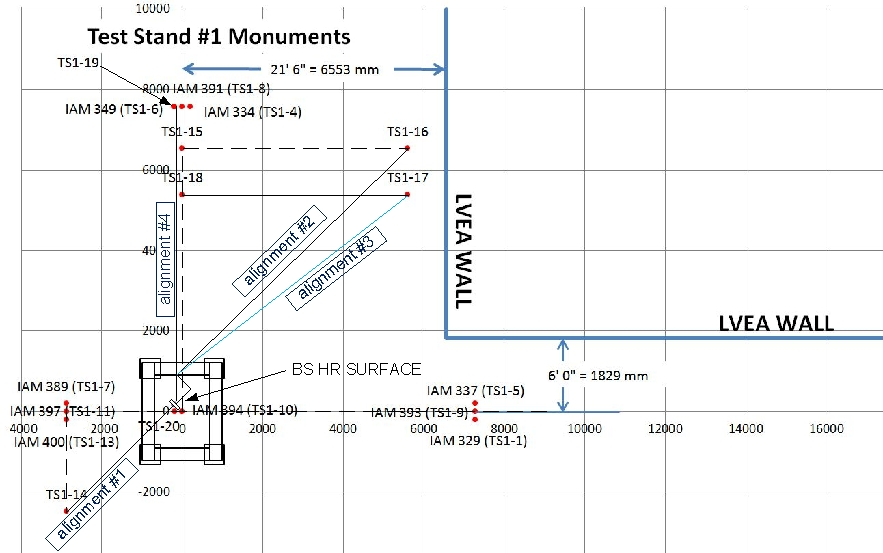 10000
Test Stand #1 Monuments
TS1-19
21' 6" = 6553 mm
8000
IAM 391 (TS1-8)
IAM 349 (TS1-6)
IAM 334 (TS1-4)
TS1-15
TS1-16
6000
TS1-18
TS1-17
LVEA WALL
alignment #4
alignment #2
alignment #3
4000
2000
LVEA WALL
BS HR SURFACE
6' 0" = 1829 mm
IAM 389 (TS1-7)
IAM 337 (TS1-5)
IAM 397 (TS1-11)
0
IAM 394 (TS1-10)
IAM 393 (TS1-9)
TS1-20
IAM 400 (TS1-13)
IAM 329 (TS1-1)
4000 2000 2000 4000 6000 8000 10000 12000 14000 16000
TS1-14
alignment #1
-2000